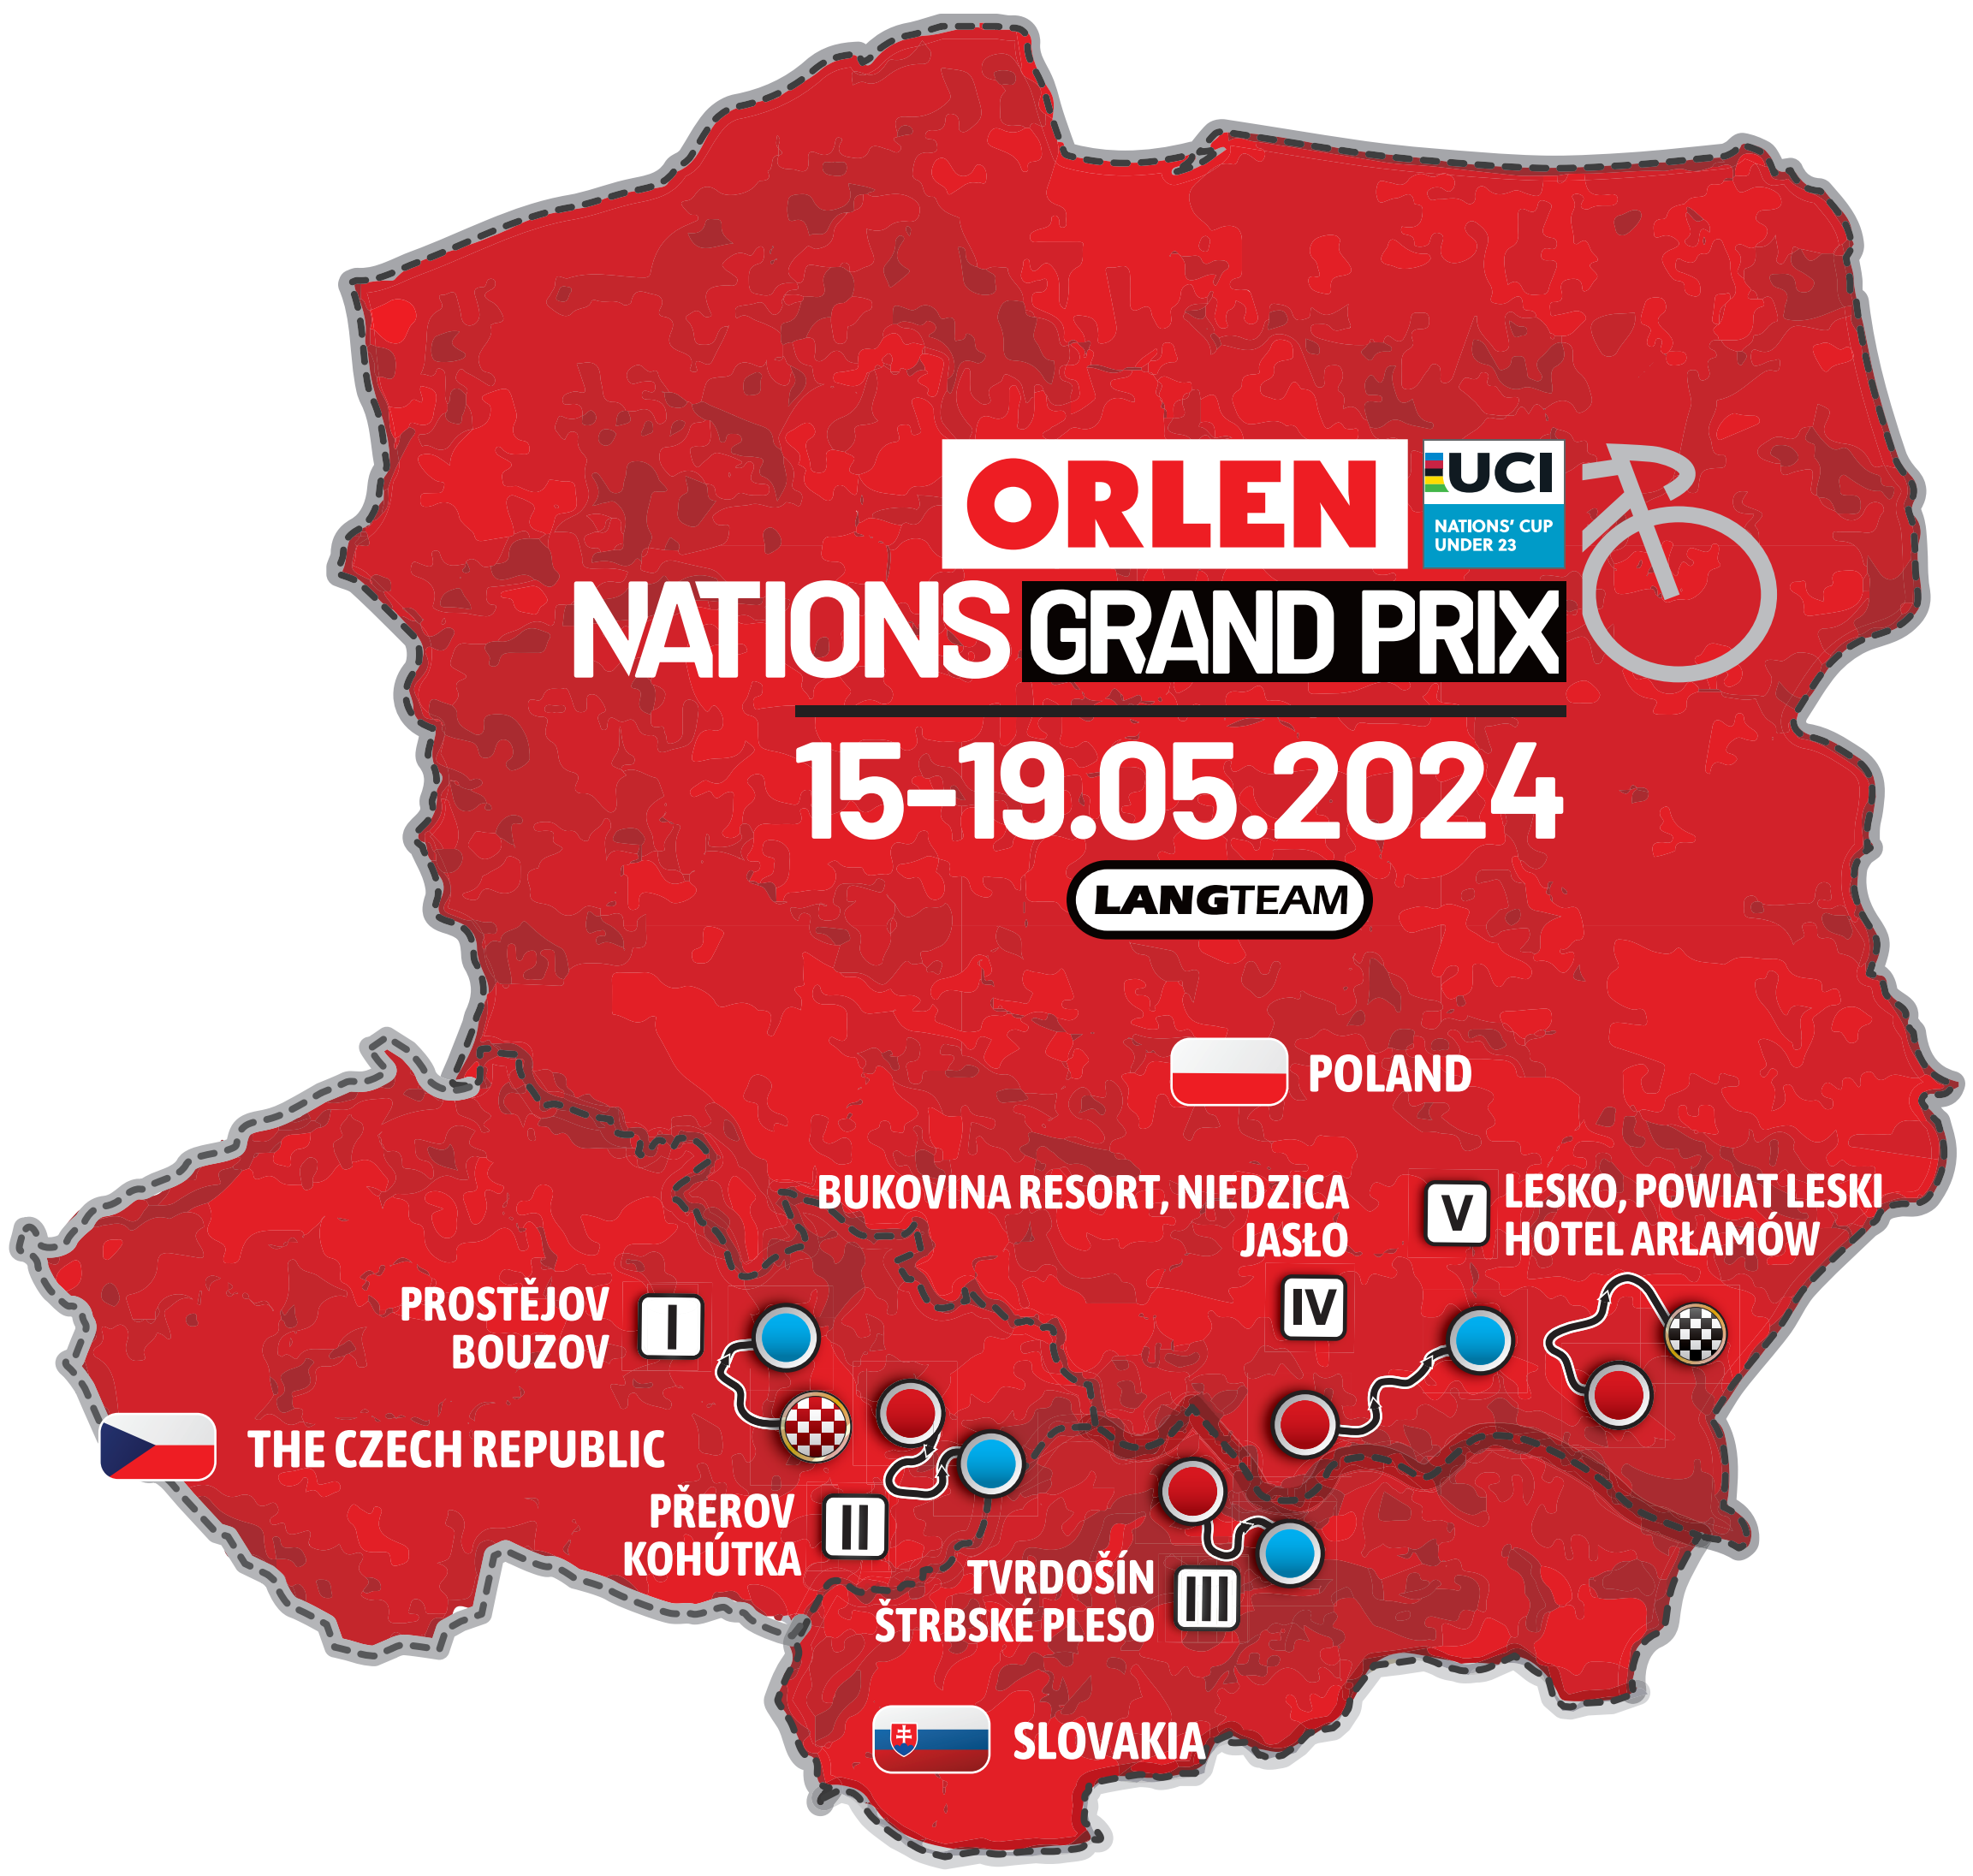 ORLEN
UCI
NATIONS' CUP
UNDER 23
NATIONS GRAND PRIX
15-19.05.2024
LANGTEAM
POLAND
BUKOVINA RESORT, NIEDZICA
JASŁO
IV
V
LESKO, POWIAT LESKI
HOTEL ARŁAMÓW
PROSTĚJOV
BOUZOV
I
THE CZECH REPUBLIC
PŘEROV
KOHÚTKA
II
TVRDOŠÍN
ŠTRBSKÉ PLESO
III
SLOVAKIA